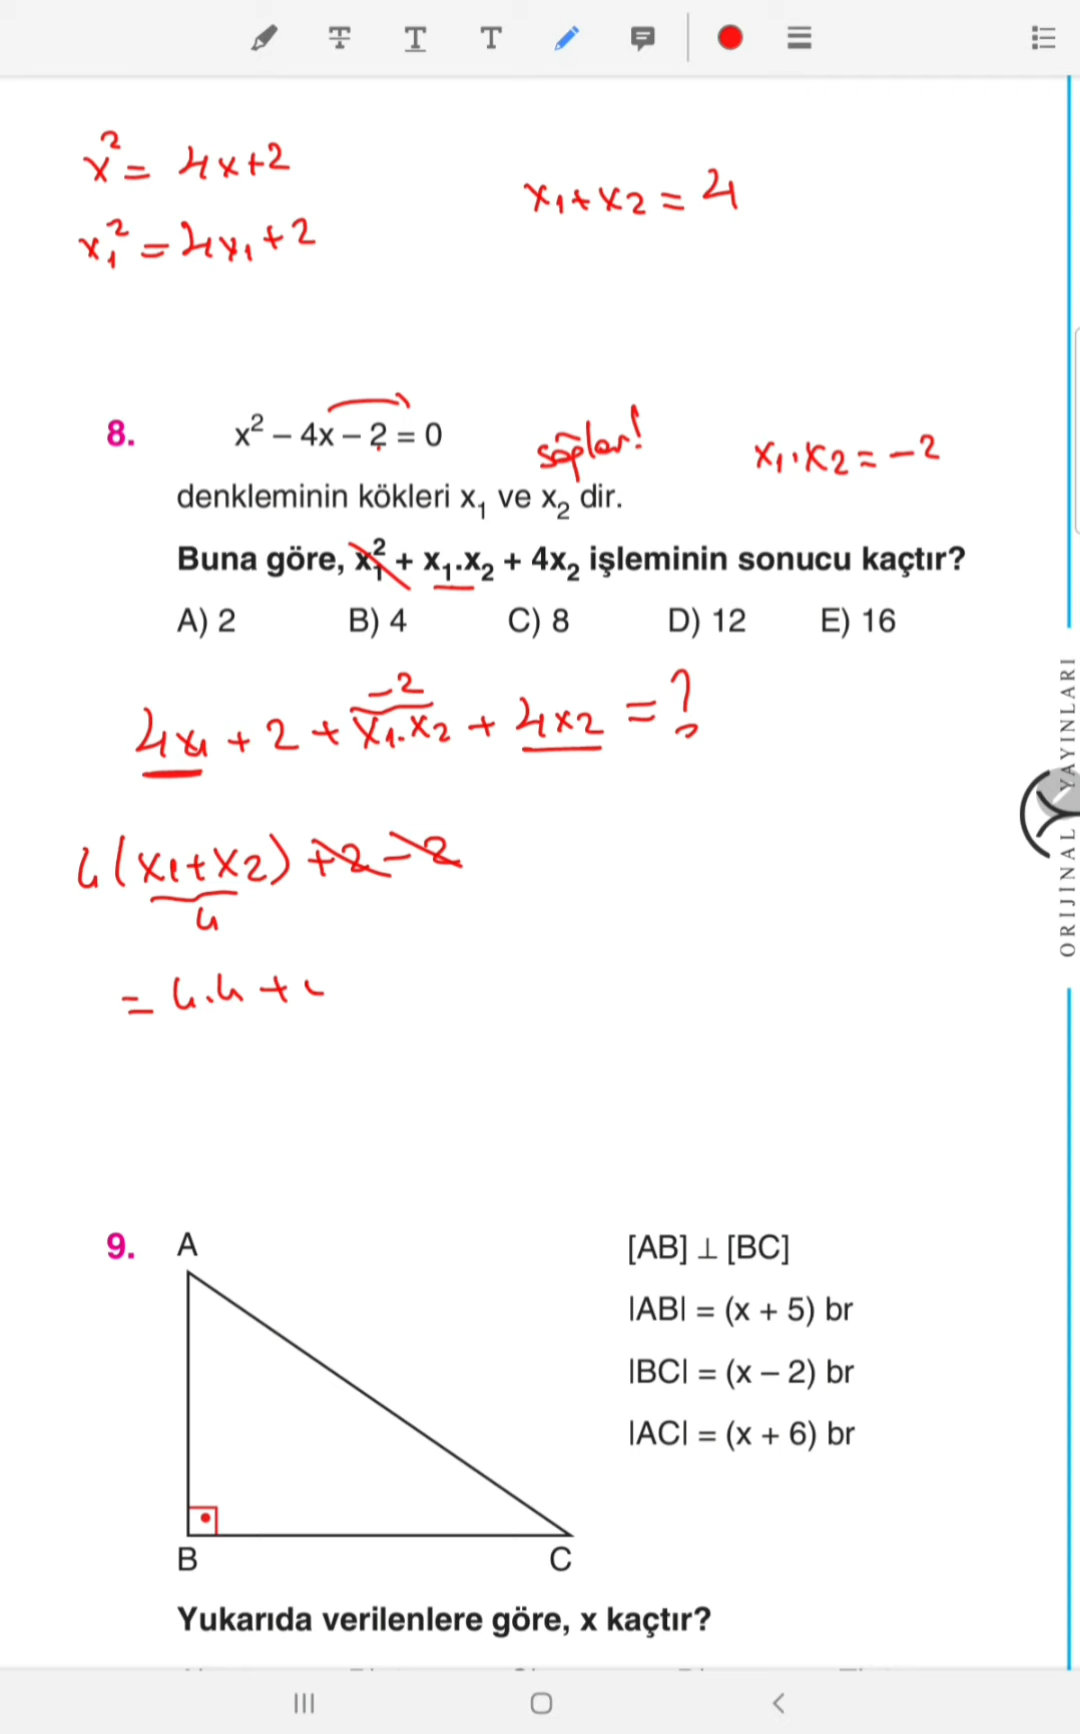 x² = 4x+2
x₁² = 4x₁+2
x₁+x₂ = 4
8. x² – 4x – 2 = 0
sağlar!
x₁.x₂ = –2
denkleminin kökleri x₁ ve x₂ dir.
Buna göre, x₁² + x₁.x₂ + 4x₂ işleminin sonucu kaçtır?
A) 2 B) 4 C) 8 D) 12 E) 16
–2
4x₁ + 2 + x₁.x₂ + 4x₂ = ?
4(x₁+x₂) +2 –2
4
= 4.4 +
ORİJİNAL YAYINLARI
9. A
B
C
[AB] ⊥ [BC]
|AB| = (x + 5) br
|BC| = (x – 2) br
|AC| = (x + 6) br
Yukarıda verilenlere göre, x kaçtır?